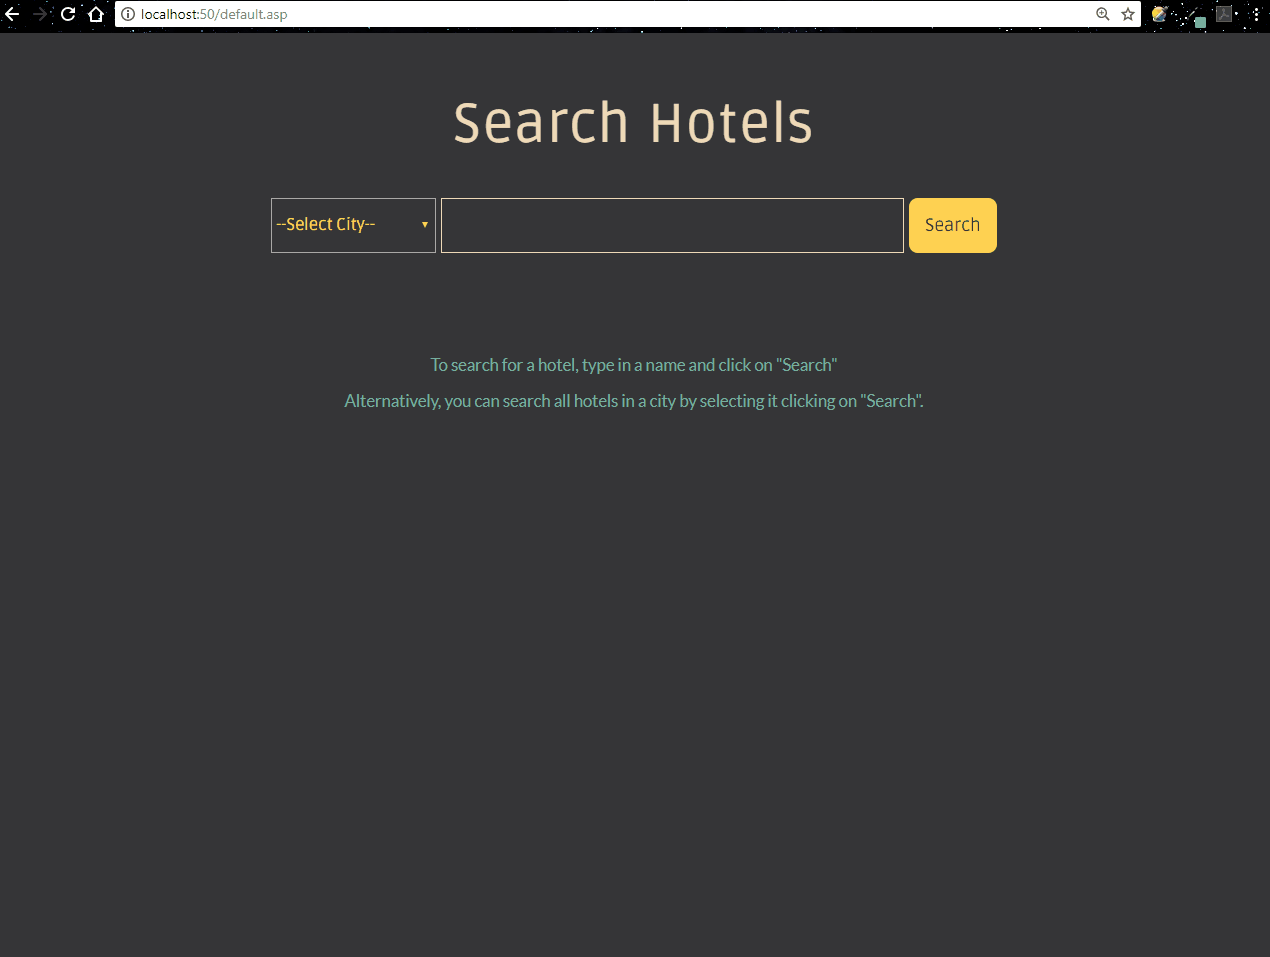 localhost:50/default.asp
Search Hotels
--Select City-- Search
To search for a hotel, type in a name and click on "Search"
Alternatively, you can search all hotels in a city by selecting it clicking on "Search".